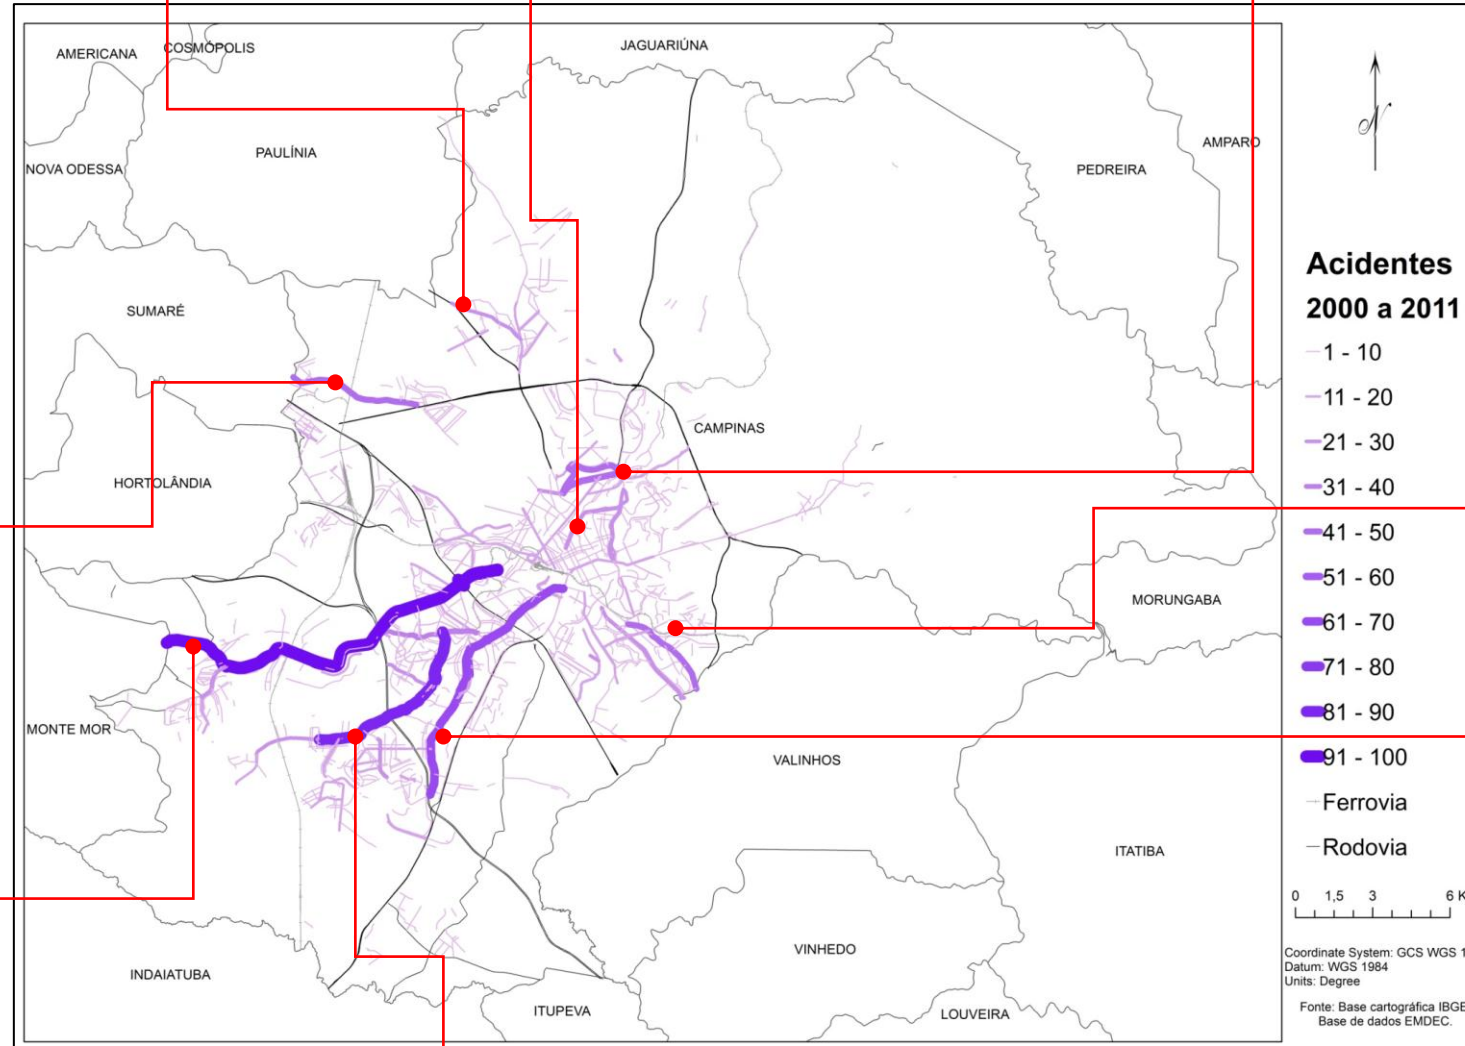 AMERICANA
COSMÓPOLIS
JAGUARIÚNA
PAULÍNIA
NOVA ODESSA
PEDREIRA
AMPARO
SUMARÉ
CAMPINAS
HORTOLÂNDIA
MORUNGABA
MONTE MOR
VALINHOS
ITATIBA
INDAIATUBA
VINHEDO
ITUPEVA
LOUVEIRA
N
Acidentes
2000 a 2011
1 - 10
11 - 20
21 - 30
31 - 40
41 - 50
51 - 60
61 - 70
71 - 80
81 - 90
91 - 100
Ferrovia
Rodovia
0 1,5 3 6 K
Coordinate System: GCS WGS 1
Datum: WGS 1984
Units: Degree
Fonte: Base cartográfica IBGE
Base de dados EMDEC.